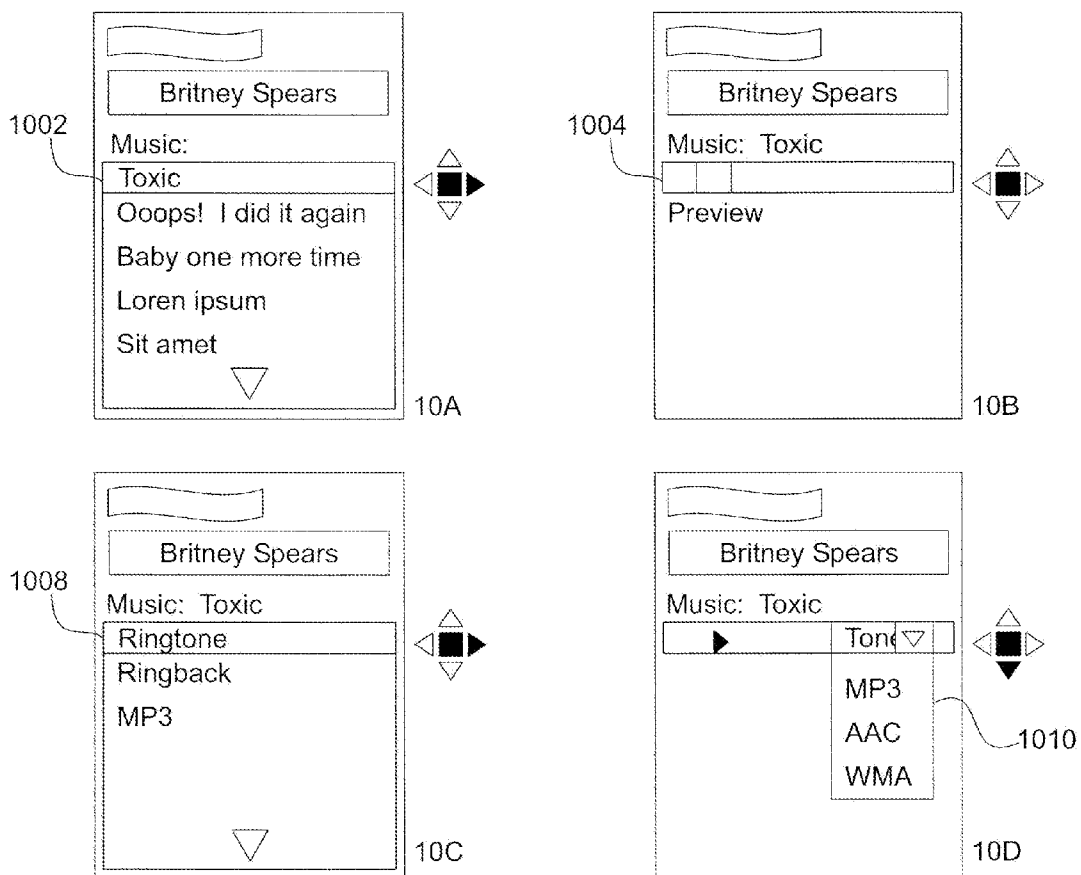 Britney Spears
1002
Music:
Toxic
Ooops! I did it again
Baby one more time
Loren ipsum
Sit amet
10A
Britney Spears
1004
Music: Toxic
Preview
10B
Britney Spears
1008
Music: Toxic
Ringtone
Ringback
MP3
10C
Britney Spears
Music: Toxic
Tone
MP3
AAC
WMA
1010
10D